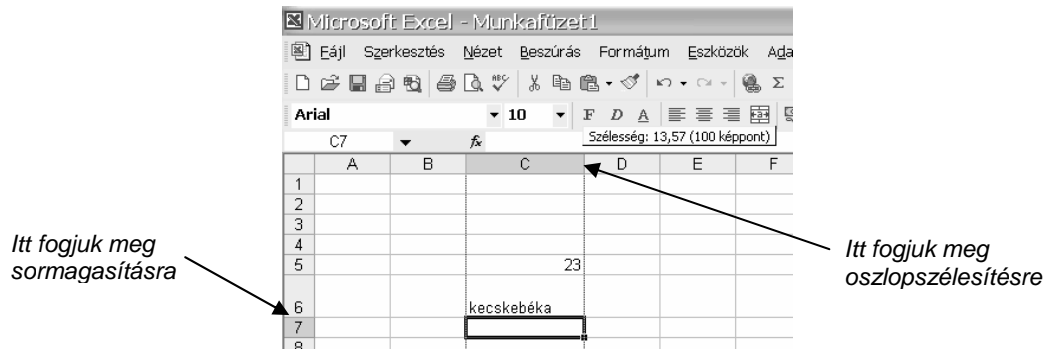 Microsoft Excel - Munkafüzet1
Fájl Szerkesztés Nézet Beszúrás Formátum Eszközök Ada
Arial 10 F D A
C7 fx Szélesség: 13,57 (100 képpont)
A B C D E F
1
2
3
4
5 23
6 kecskebéka
7
8
Itt fogjuk meg
sormagasításra
Itt fogjuk meg
oszlopszélesítésre